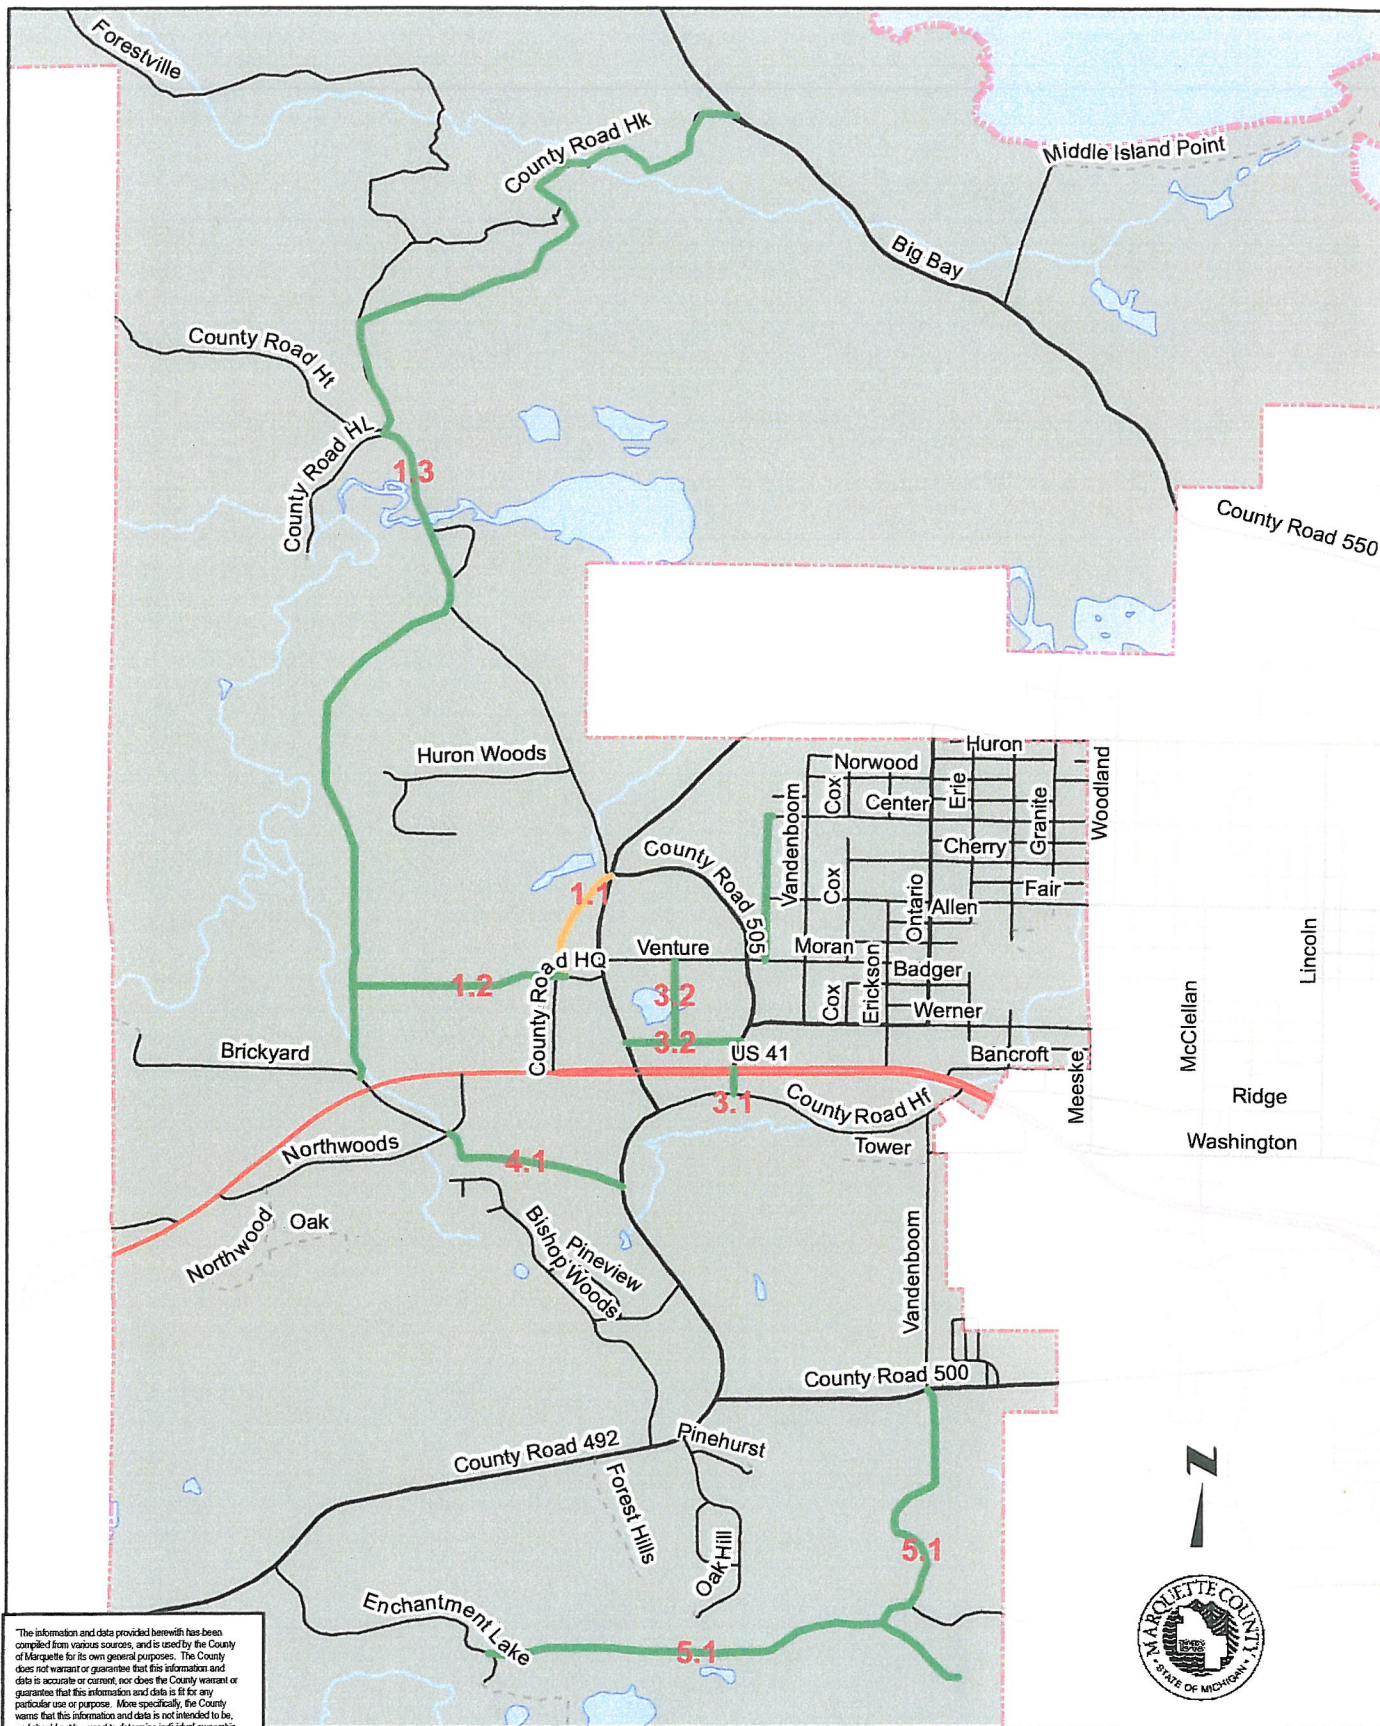 Forestville
County Road Hk
Middle Island Point
Big Bay
County Road Ht
County Road HL
1.3
County Road 550
Huron Woods
Huron
Norwood
Woodland
Vandenboom
Cox
Center
Erie
Granite
Cherry
County Road 505
1.1
Cox
Fair
Ontario
Allen
Lincoln
Venture
Moran
County Road HQ
Badger
1.2
3.2
Cox
Erickson
Werner
McClellan
3.2
US 41
Brickyard
Bancroft
Meeske
3.1
County Road Hf
Ridge
Tower
Washington
Northwoods
4.1
Northwood
Oak
Bishop Woods
Pineview
Vandenboom
County Road 500
County Road 492
Pinehurst
Forest Hills
N
Oak Hill
5.1
Enchantment Lake
5.1
MARQUETTE COUNTY
STATE OF MICHIGAN
"The information and data provided herewith has been
compiled from various sources, and is used by the County
of Marquette for its own general purposes. The County
does not warrant or guarantee that this information and
data is accurate or current, nor does the County warrant or
guarantee that this information and data is fit for any
particular use or purpose. More specifically, the County
warns that this information and data is not intended to be,